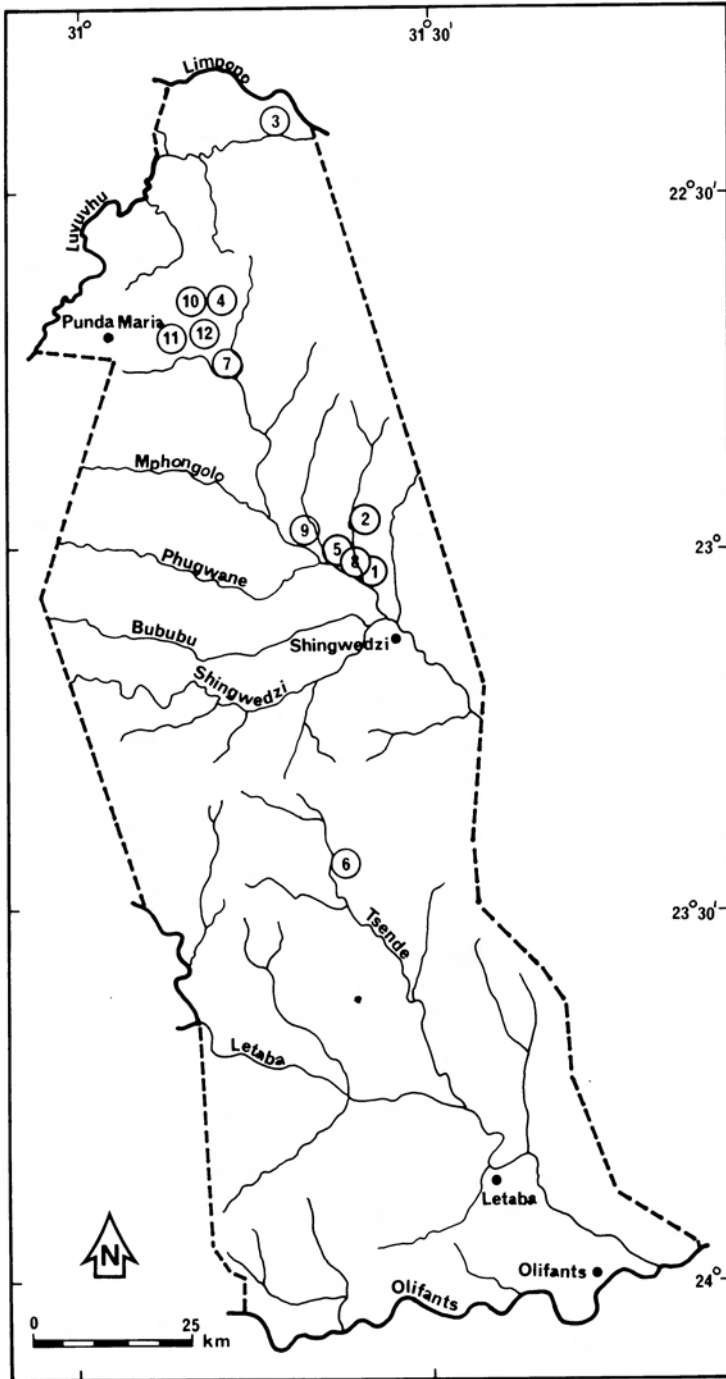 31°
31°30'
Limpopo
3
22°30'
Luvuvhu
10
4
Punda Maria
11
12
7
Mphongolo
2
9
5
8
1
23°
Phugwane
Bububu
Shingwedzi
Shingwedzi
6
23°30'
Tsende
Letaba
Letaba
N
Olifants
Olifants
24°
0
25
km